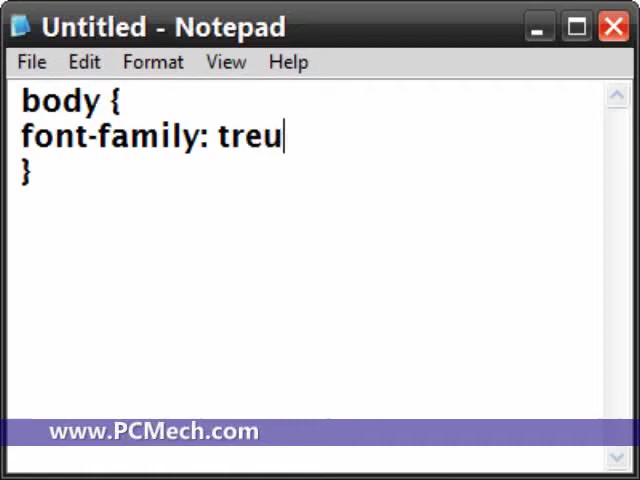 Untitled - Notepad
File Edit Format View Help
body {
font-family: treu
}
www.PCMech.com